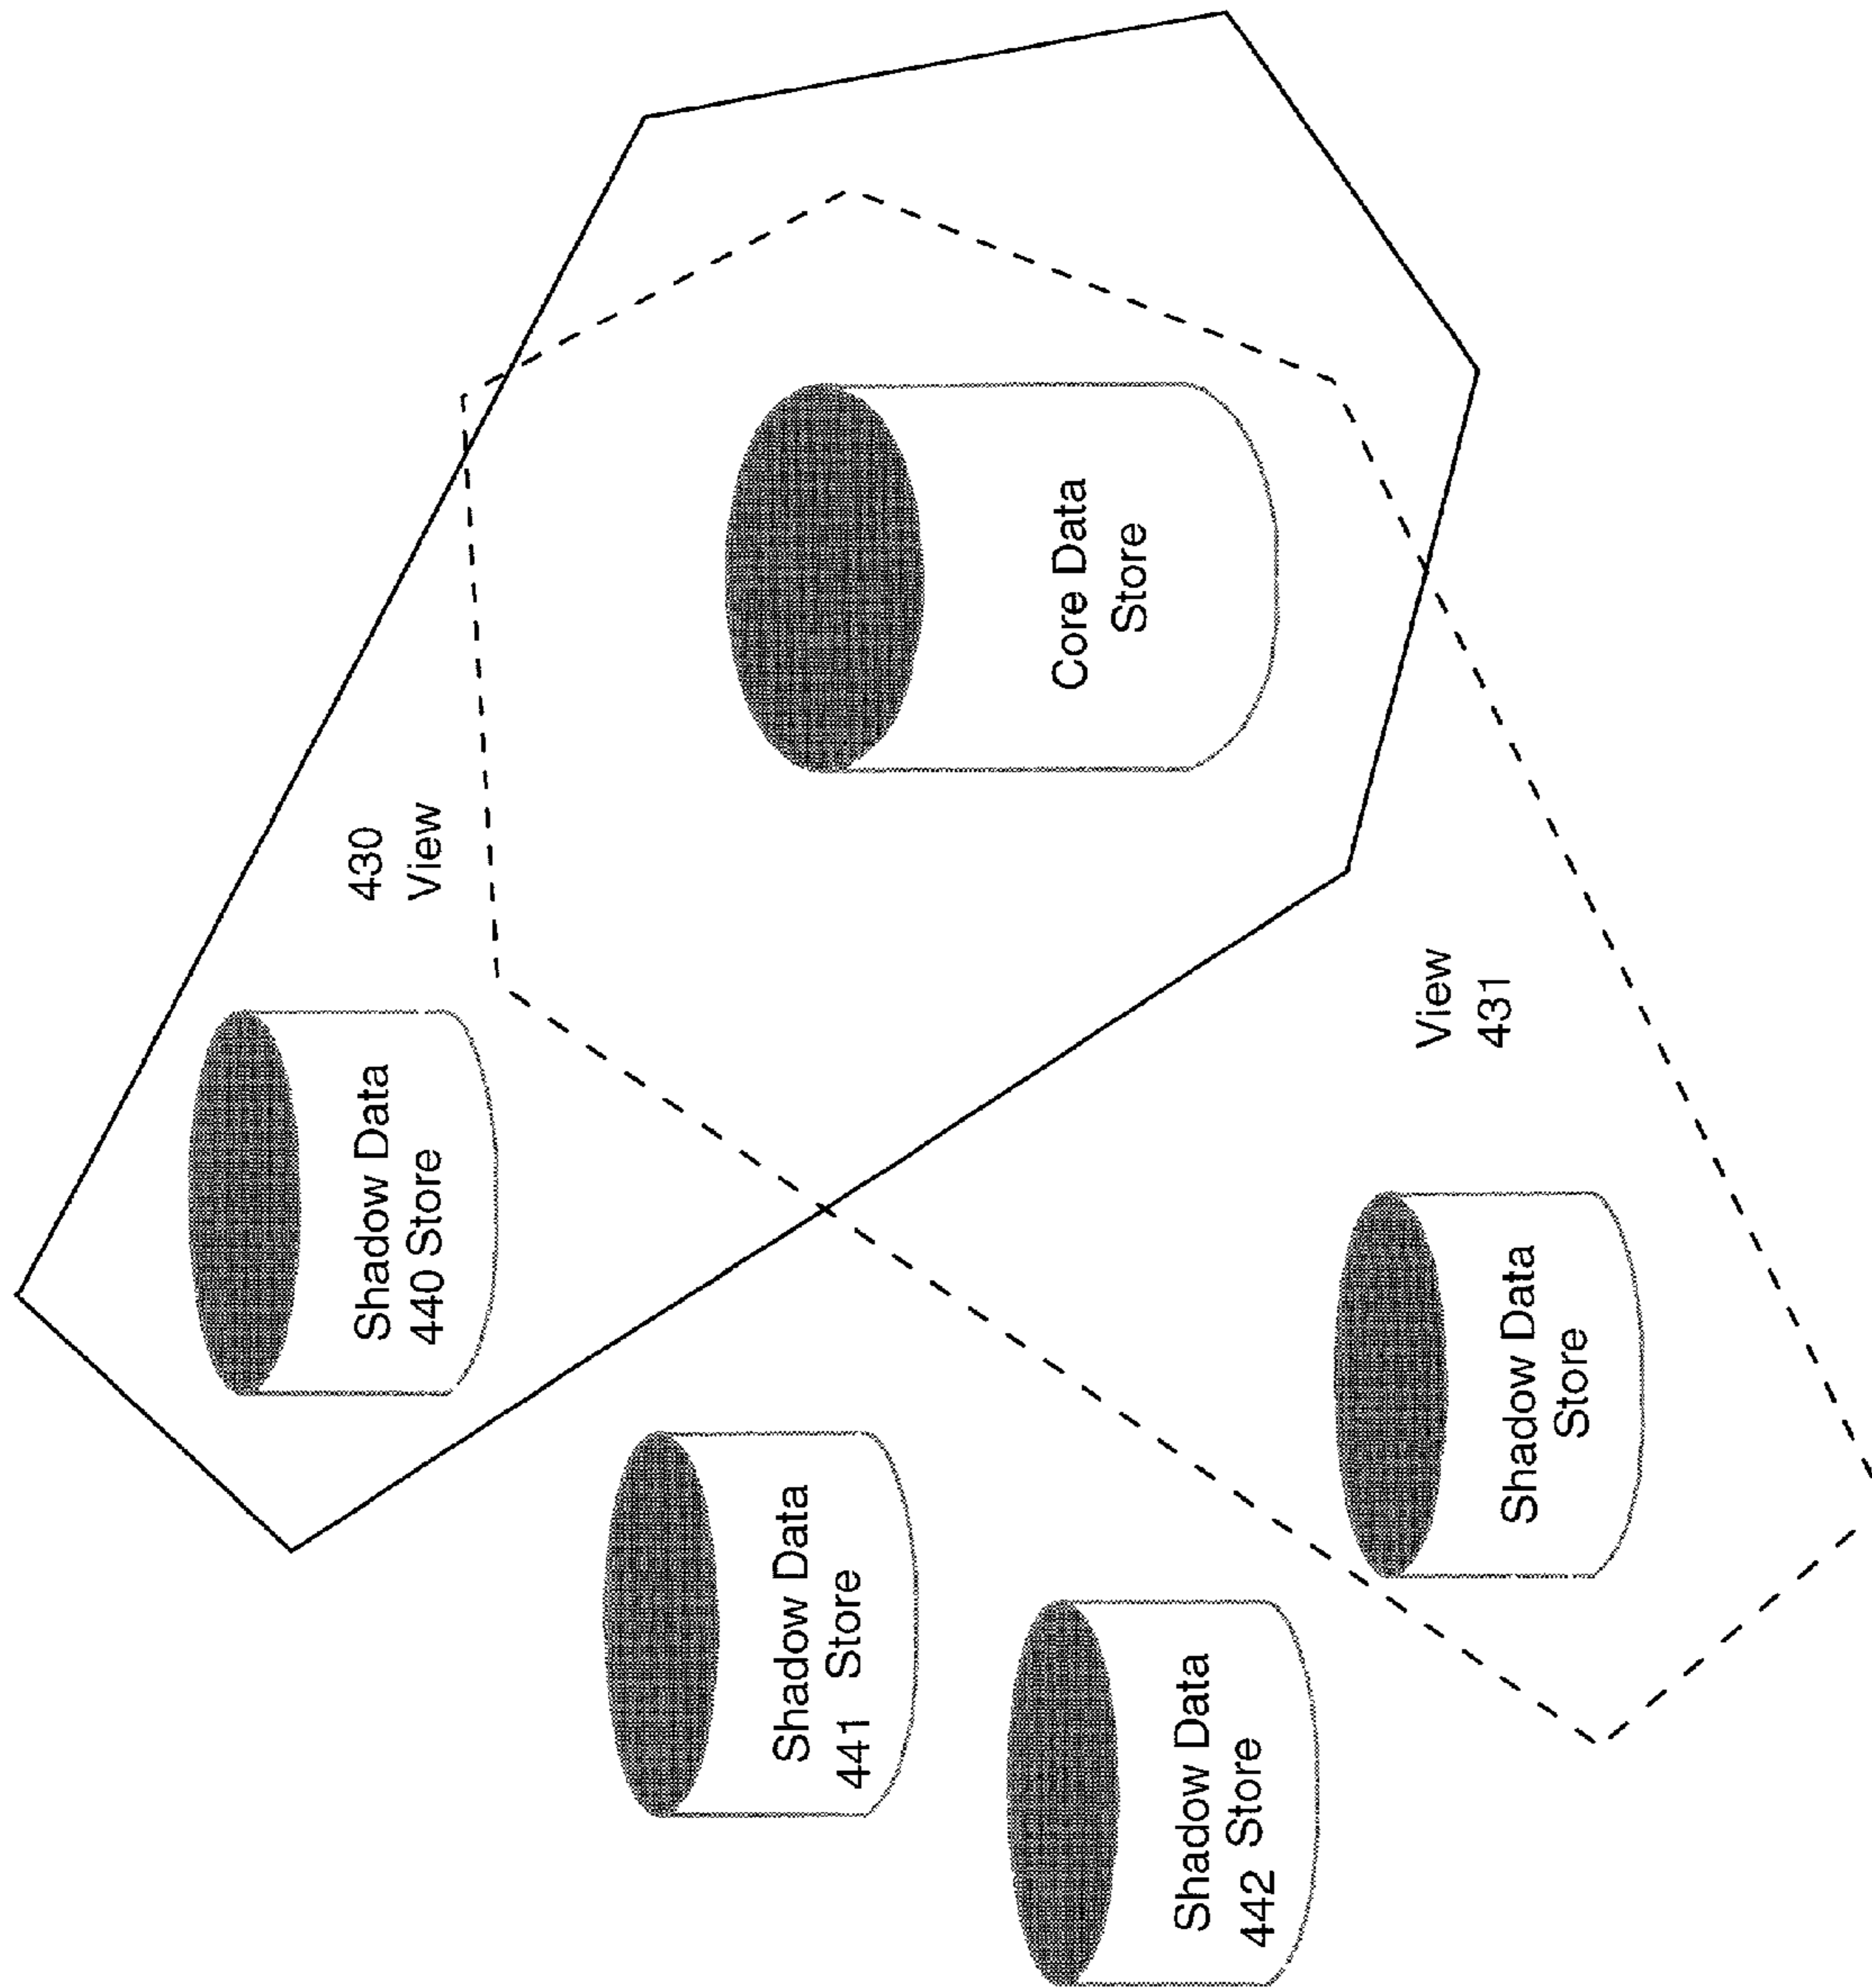 430
View
Shadow Data
440 Store
Core Data
Store
Shadow Data
441 Store
View
431
Shadow Data
442 Store
Shadow Data
Store